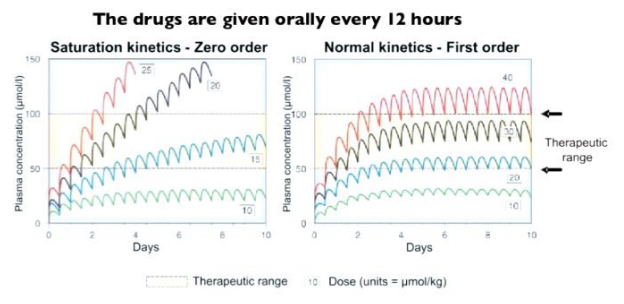 The drugs are given orally every 12 hours
Saturation kinetics - Zero order
Normal kinetics - First order
Plasma concentration (µmol/l)
150
100
50
0
25
20
15
10
0
2
4
6
8
10
Days
Plasma concentration (µmol/l)
150
100
50
0
40
30
20
10
0
2
4
6
8
10
Days
Therapeutic
range
Therapeutic range
10 Dose (units = µmol/kg)